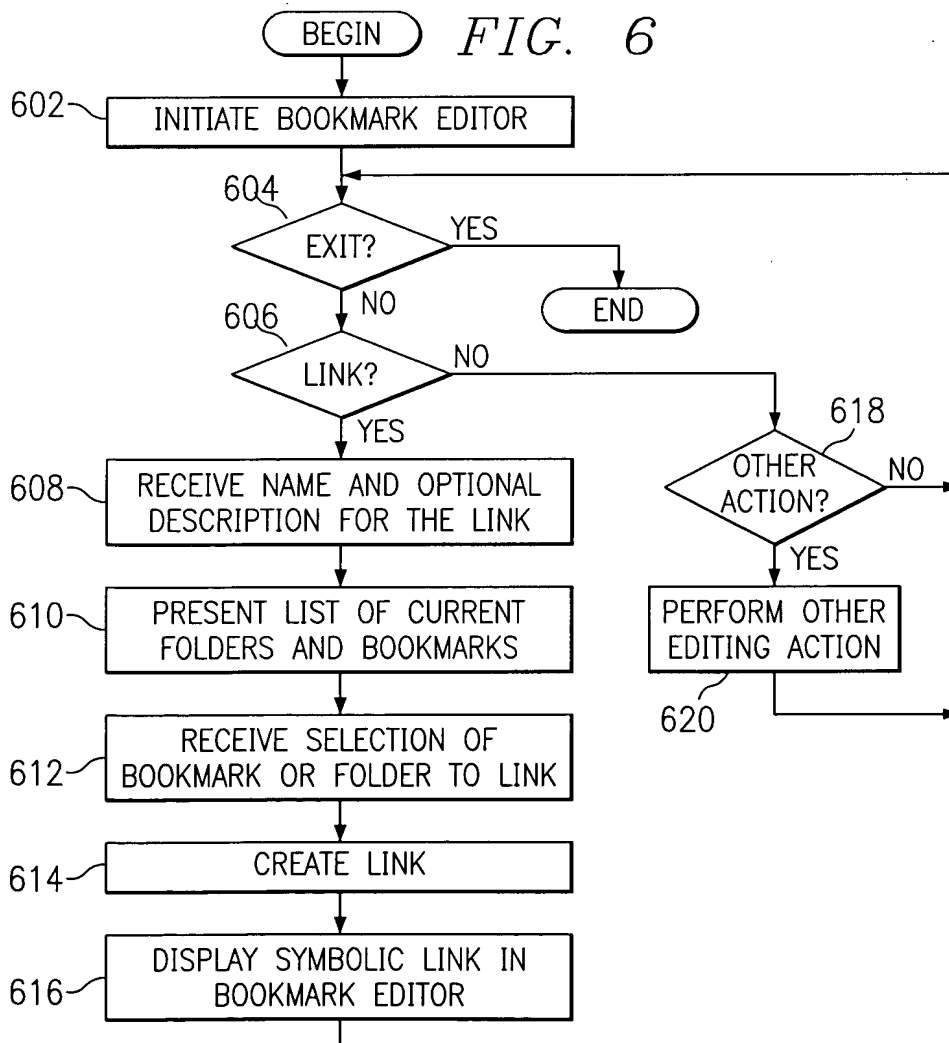 BEGIN
FIG. 6
602
INITIATE BOOKMARK EDITOR
604
EXIT?
YES
NO
END
606
LINK?
NO
YES
618
OTHER
ACTION?
NO
YES
608
RECEIVE NAME AND OPTIONAL
DESCRIPTION FOR THE LINK
610
PRESENT LIST OF CURRENT
FOLDERS AND BOOKMARKS
PERFORM OTHER
EDITING ACTION
620
612
RECEIVE SELECTION OF
BOOKMARK OR FOLDER TO LINK
614
CREATE LINK
616
DISPLAY SYMBOLIC LINK IN
BOOKMARK EDITOR